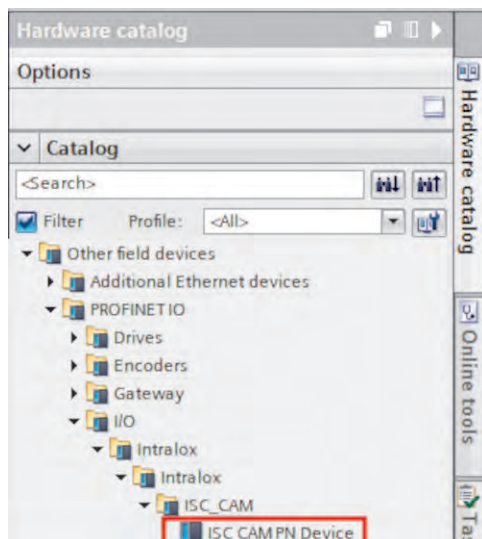 Hardware catalog
Options
Catalog
<Search>
Filter Profile: <All>
Other field devices
Additional Ethernet devices
PROFINET IO
Drives
Encoders
Gateway
I/O
Intralox
Intralox
ISC_CAM
ISC CAM PN Device
Hardware catalog
Online tools